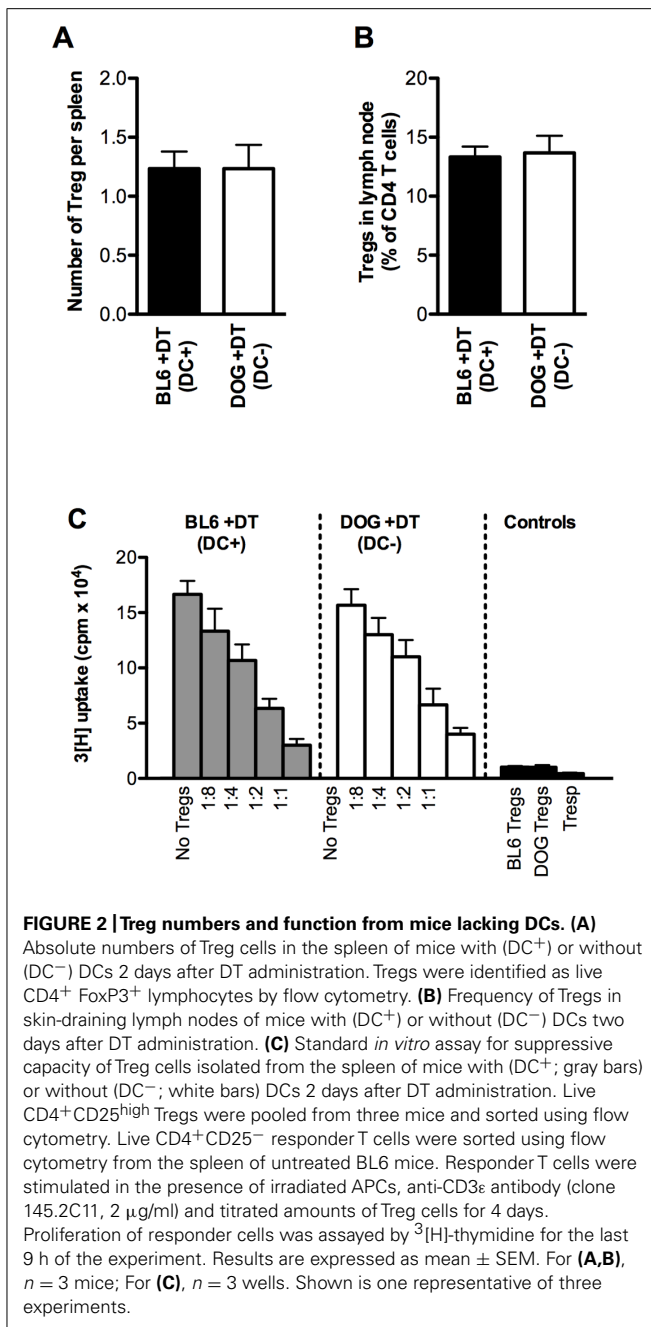 A
B
Number of Treg per spleen
2.0
1.5
1.0
0.5
0.0
BL6 +DT
(DC+)
DOG +DT
(DC-)
Tregs in lymph node
(% of CD4 T cells)
20
15
10
5
0
BL6 +DT
(DC+)
DOG +DT
(DC-)
C
BL6 +DT
(DC+)
DOG +DT
(DC-)
Controls
3[H] uptake (cpm x 10⁴)
20
15
10
5
0
No Tregs
1:8
1:4
1:2
1:1
No Tregs
1:8
1:4
1:2
1:1
BL6 Tregs
DOG Tregs
Tresp
FIGURE 2 | Treg numbers and function from mice lacking DCs. (A)
Absolute numbers of Treg cells in the spleen of mice with (DC⁺) or without
(DC⁻) DCs 2 days after DT administration. Tregs were identified as live
CD4⁺ FoxP3⁺ lymphocytes by flow cytometry. (B) Frequency of Tregs in
skin-draining lymph nodes of mice with (DC⁺) or without (DC⁻) DCs two
days after DT administration. (C) Standard in vitro assay for suppressive
capacity of Treg cells isolated from the spleen of mice with (DC⁺; gray bars)
or without (DC⁻; white bars) DCs 2 days after DT administration. Live
CD4⁺CD25ʰⁱᵍʰ Tregs were pooled from three mice and sorted using flow
cytometry. Live CD4⁺CD25⁻ responder T cells were sorted using flow
cytometry from the spleen of untreated BL6 mice. Responder T cells were
stimulated in the presence of irradiated APCs, anti-CD3ε antibody (clone
145.2C11, 2 μg/ml) and titrated amounts of Treg cells for 4 days.
Proliferation of responder cells was assayed by ³[H]-thymidine for the last
9 h of the experiment. Results are expressed as mean ± SEM. For (A,B),
n = 3 mice; For (C), n = 3 wells. Shown is one representative of three
experiments.